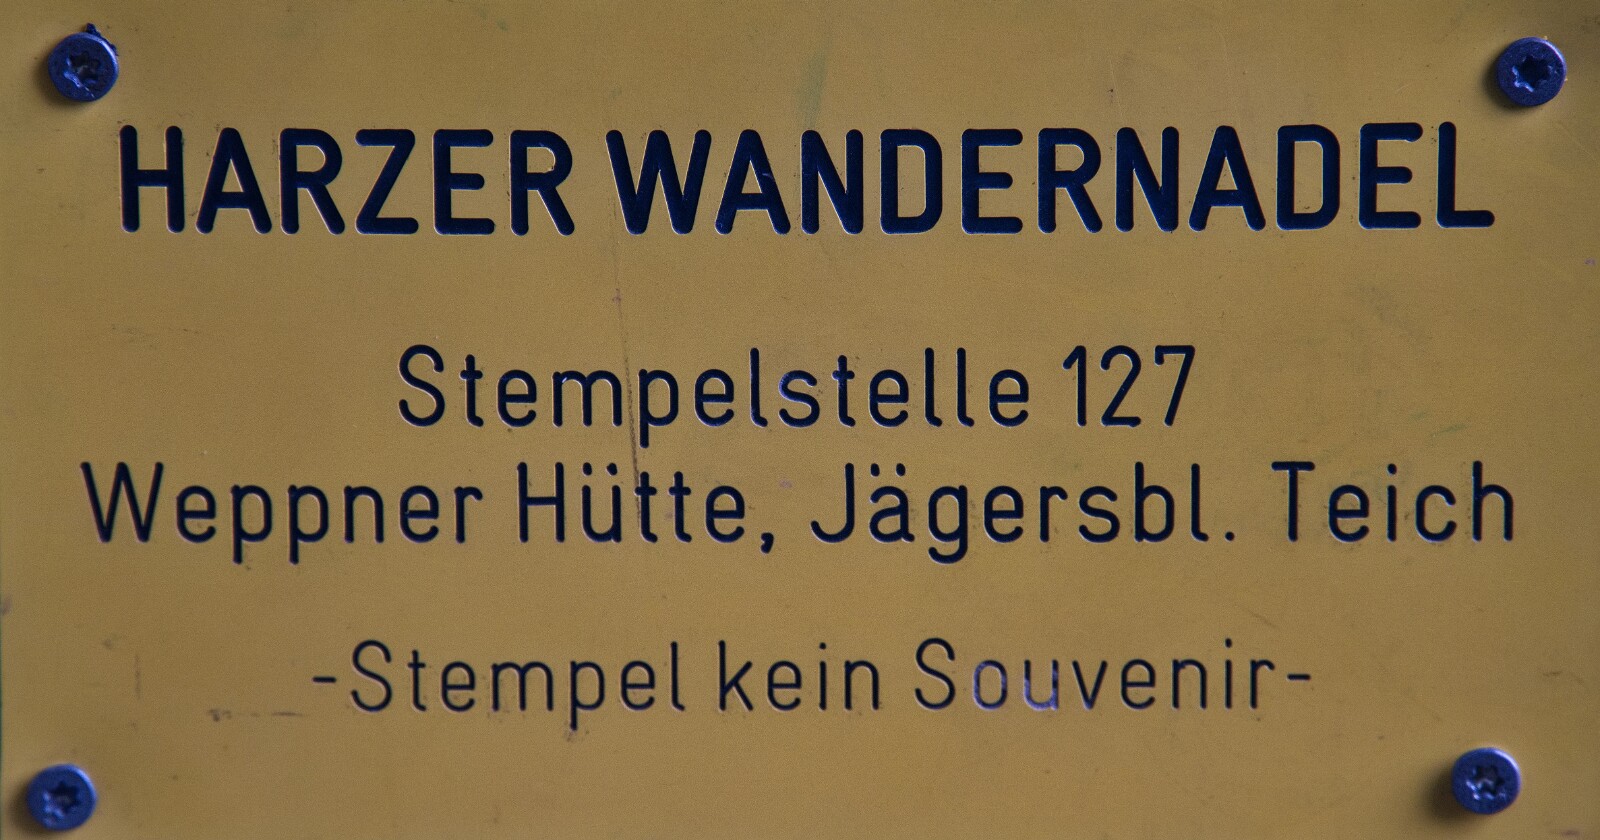 HARZER WANDERNADEL
Stempelstelle 127
Weppner Hütte, Jägersbl. Teich
-Stempel kein Souvenir-